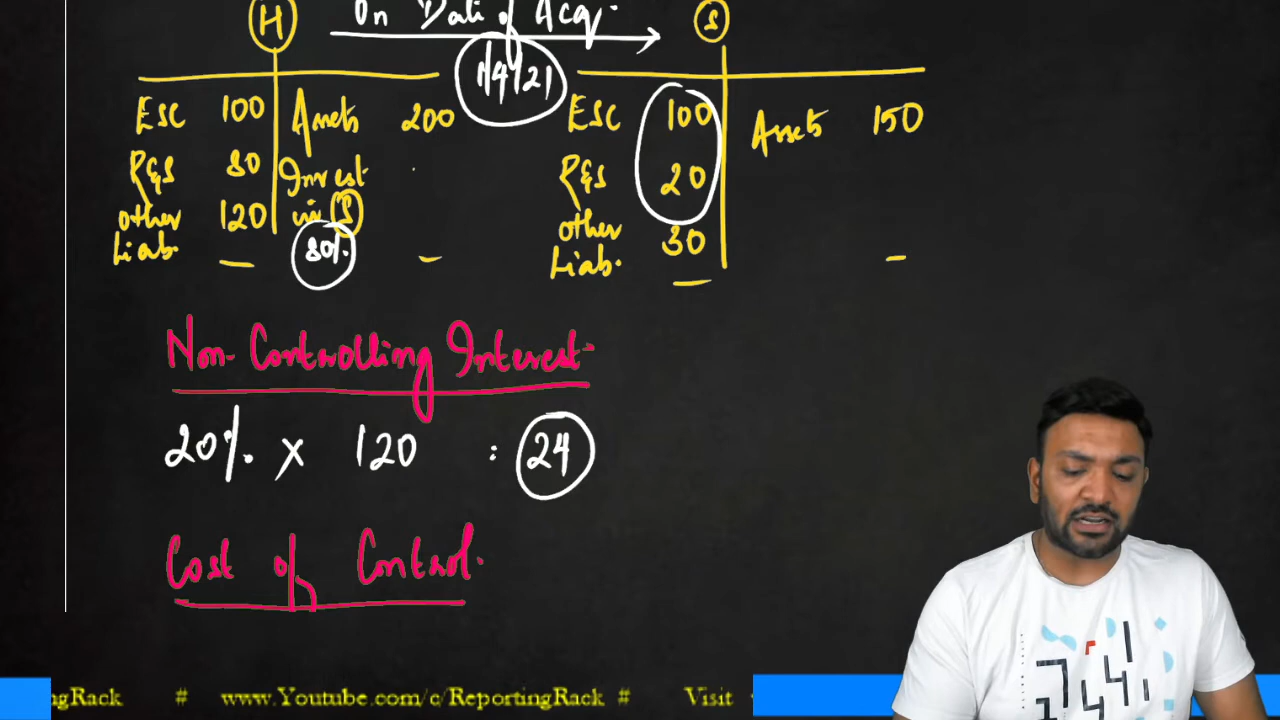 H On Date of Acq. S
1/4/21
ESC 100 Assets 200 ESC 100 Assets 150
R&S 80 Invest R&S 20
other 120 in S other 30
Liab. 80% Liab.
Non-Controlling Interest
20% x 120 : 24
Cost of Control.
ngRack # www.Youtube.com/c/ReportingRack # Visit